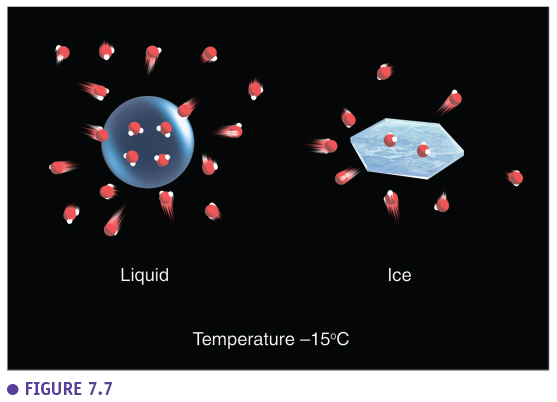 Liquid
Ice
Temperature –15°C
● FIGURE 7.7